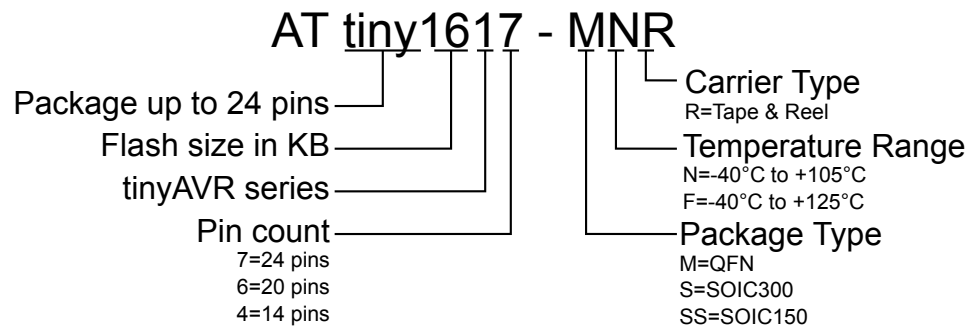 AT tiny1617 - MNR
Package up to 24 pins
Flash size in KB
tinyAVR series
Pin count
7=24 pins
6=20 pins
4=14 pins
Carrier Type
R=Tape & Reel
Temperature Range
N=-40°C to +105°C
F=-40°C to +125°C
Package Type
M=QFN
S=SOIC300
SS=SOIC150